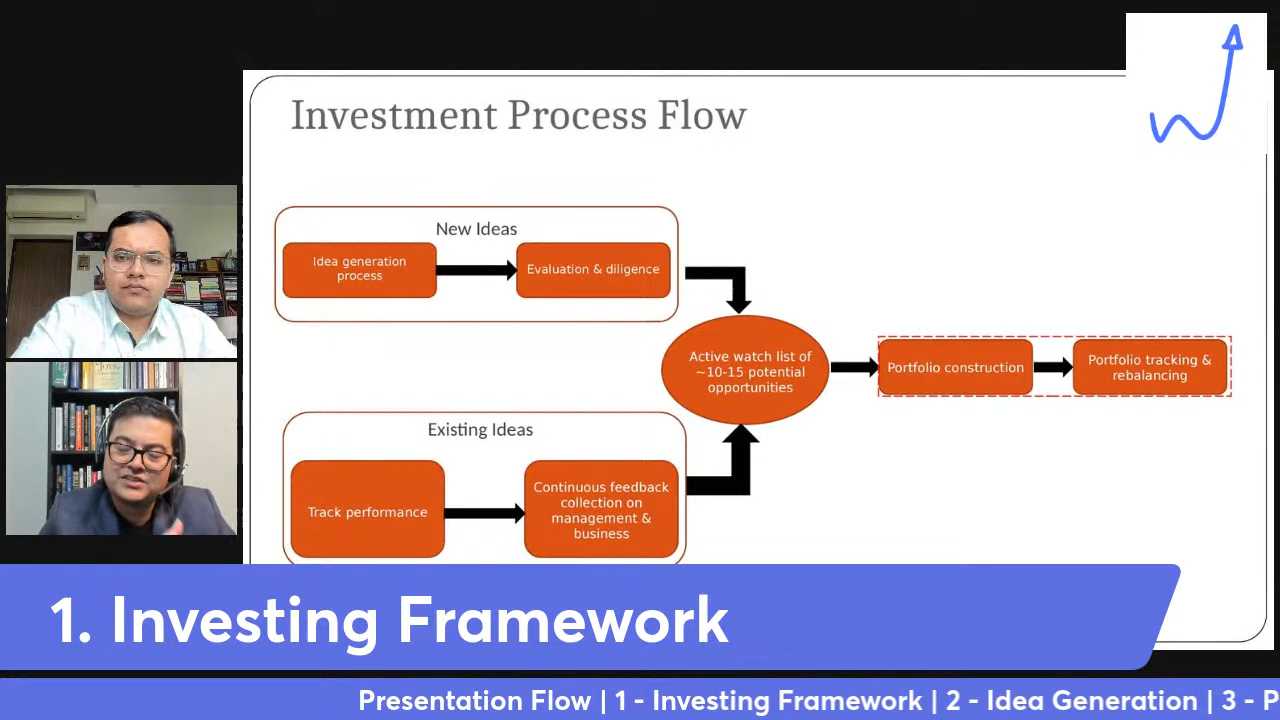 Investment Process Flow
New Ideas
Idea generation
process
Evaluation & diligence
Active watch list of
~10-15 potential
opportunities
Portfolio construction
Portfolio tracking &
rebalancing
Existing Ideas
Track performance
Continuous feedback
collection on
management &
business
1. Investing Framework
Presentation Flow | 1 - Investing Framework | 2 - Idea Generation | 3 - P